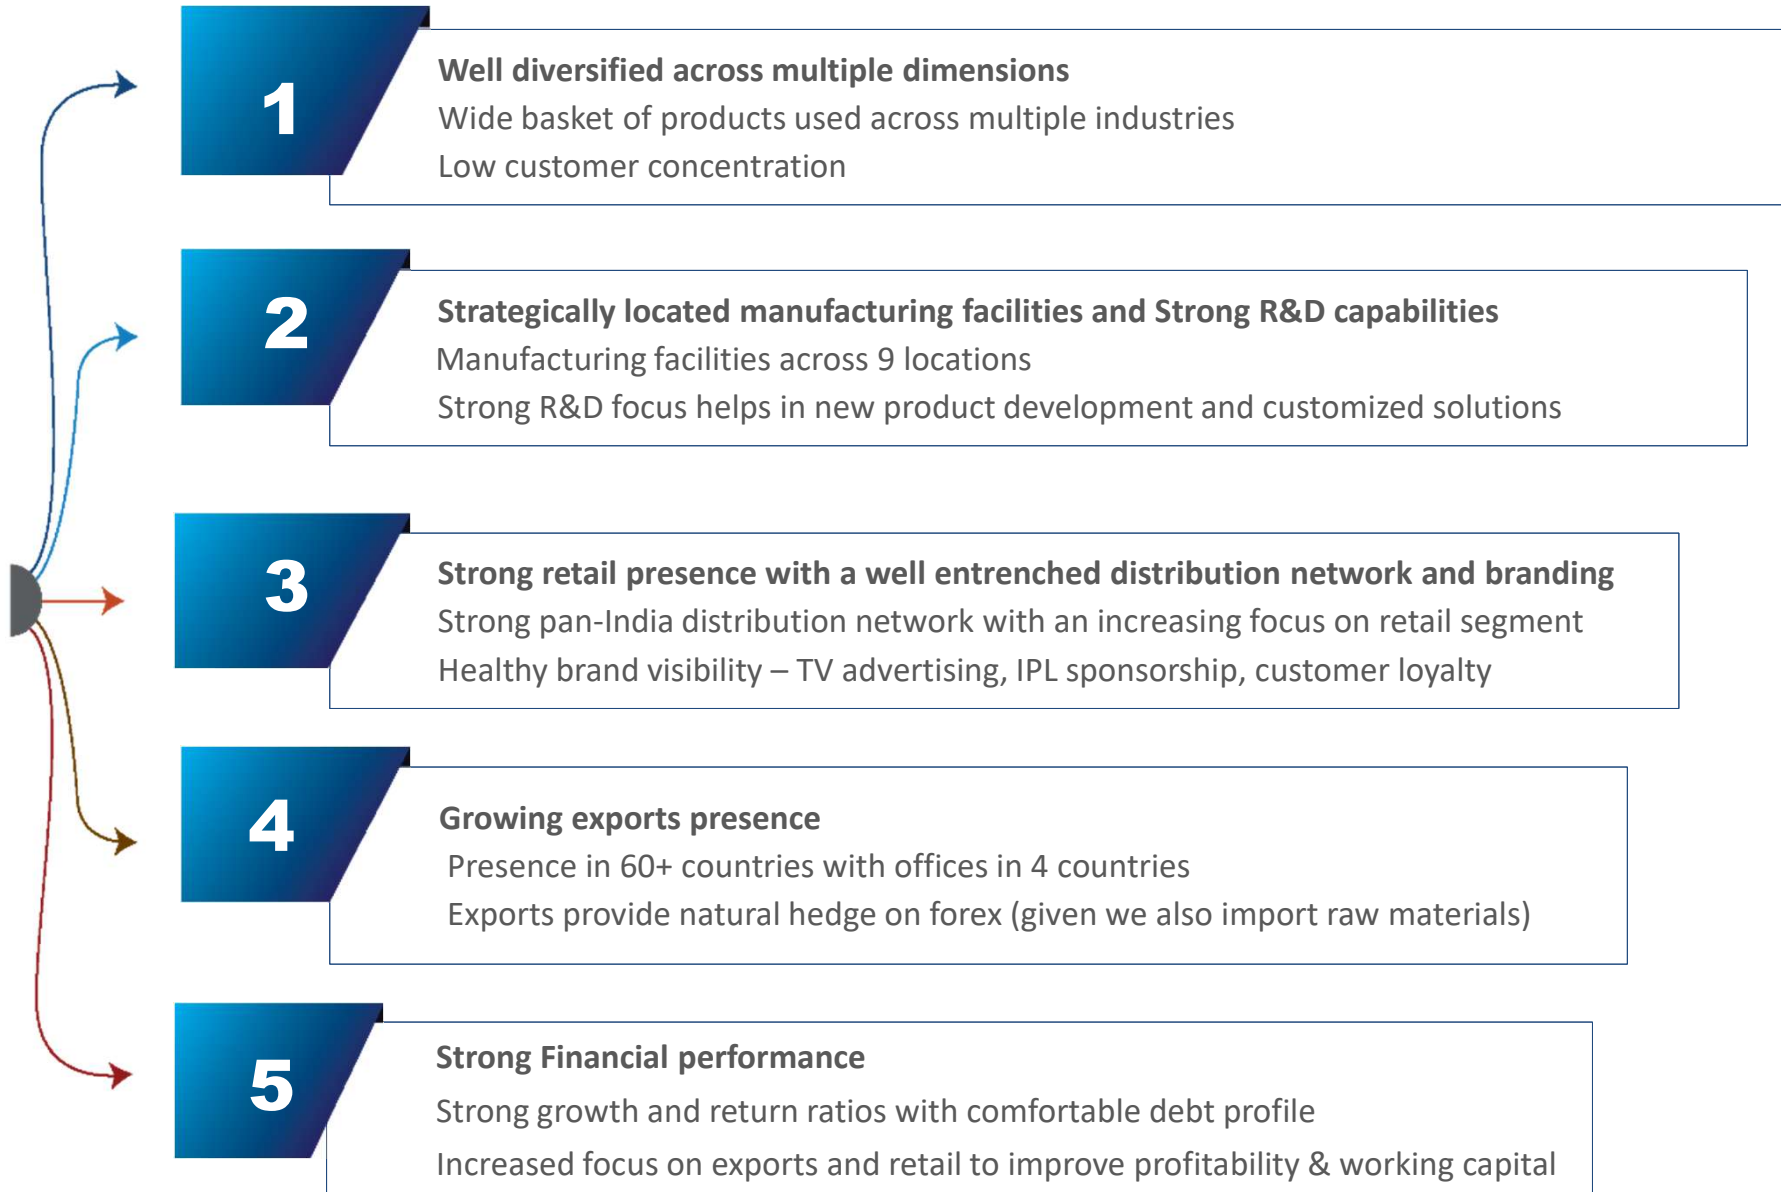 1
Well diversified across multiple dimensions
Wide basket of products used across multiple industries
Low customer concentration
2
Strategically located manufacturing facilities and Strong R&D capabilities
Manufacturing facilities across 9 locations
Strong R&D focus helps in new product development and customized solutions
3
Strong retail presence with a well entrenched distribution network and branding
Strong pan-India distribution network with an increasing focus on retail segment
Healthy brand visibility – TV advertising, IPL sponsorship, customer loyalty
4
Growing exports presence
Presence in 60+ countries with offices in 4 countries
Exports provide natural hedge on forex (given we also import raw materials)
5
Strong Financial performance
Strong growth and return ratios with comfortable debt profile
Increased focus on exports and retail to improve profitability & working capital